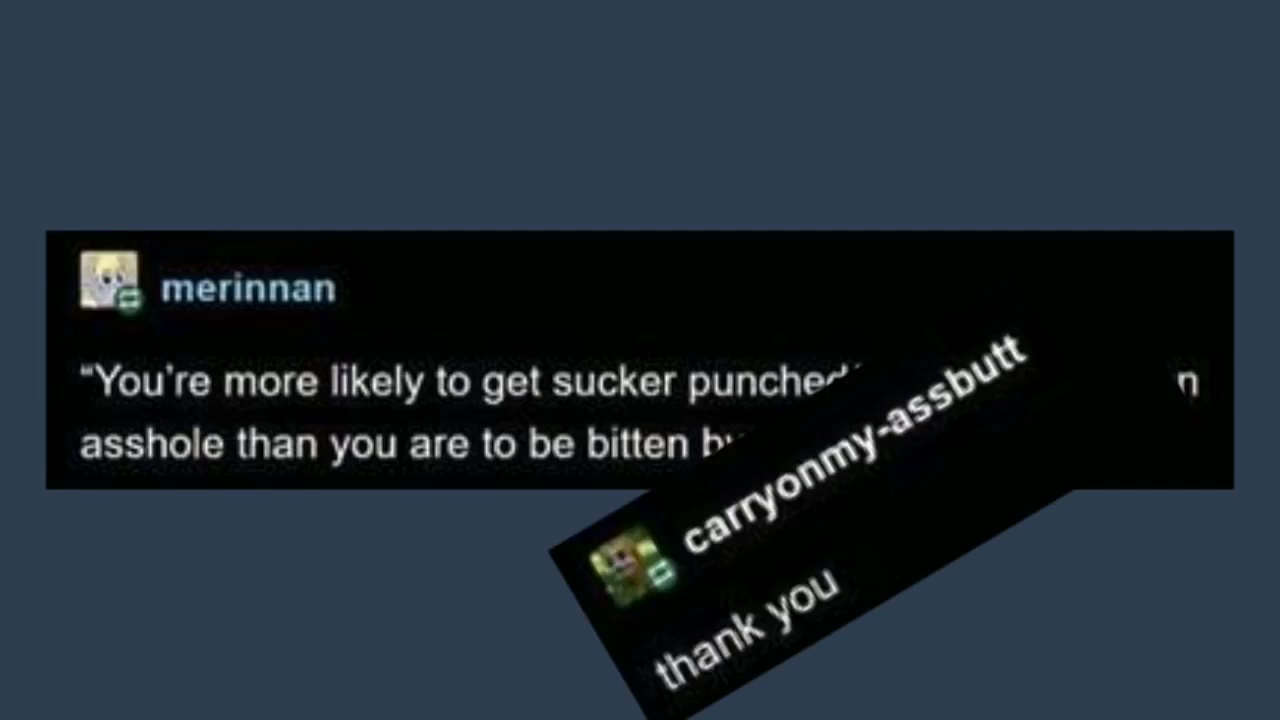 merinnan
“You’re more likely to get sucker punched
asshole than you are to be bitten
carryonmy-assbutt
thank you